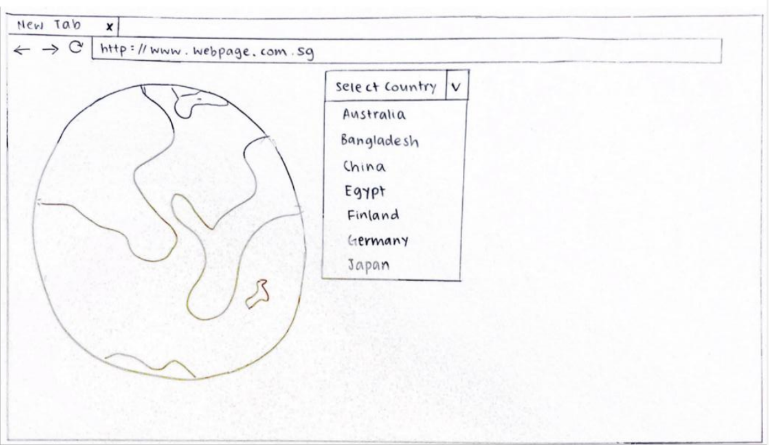 New Tab x
http://www.webpage.com.sg
Select Country V
Australia
Bangladesh
China
Egypt
Finland
Germany
Japan